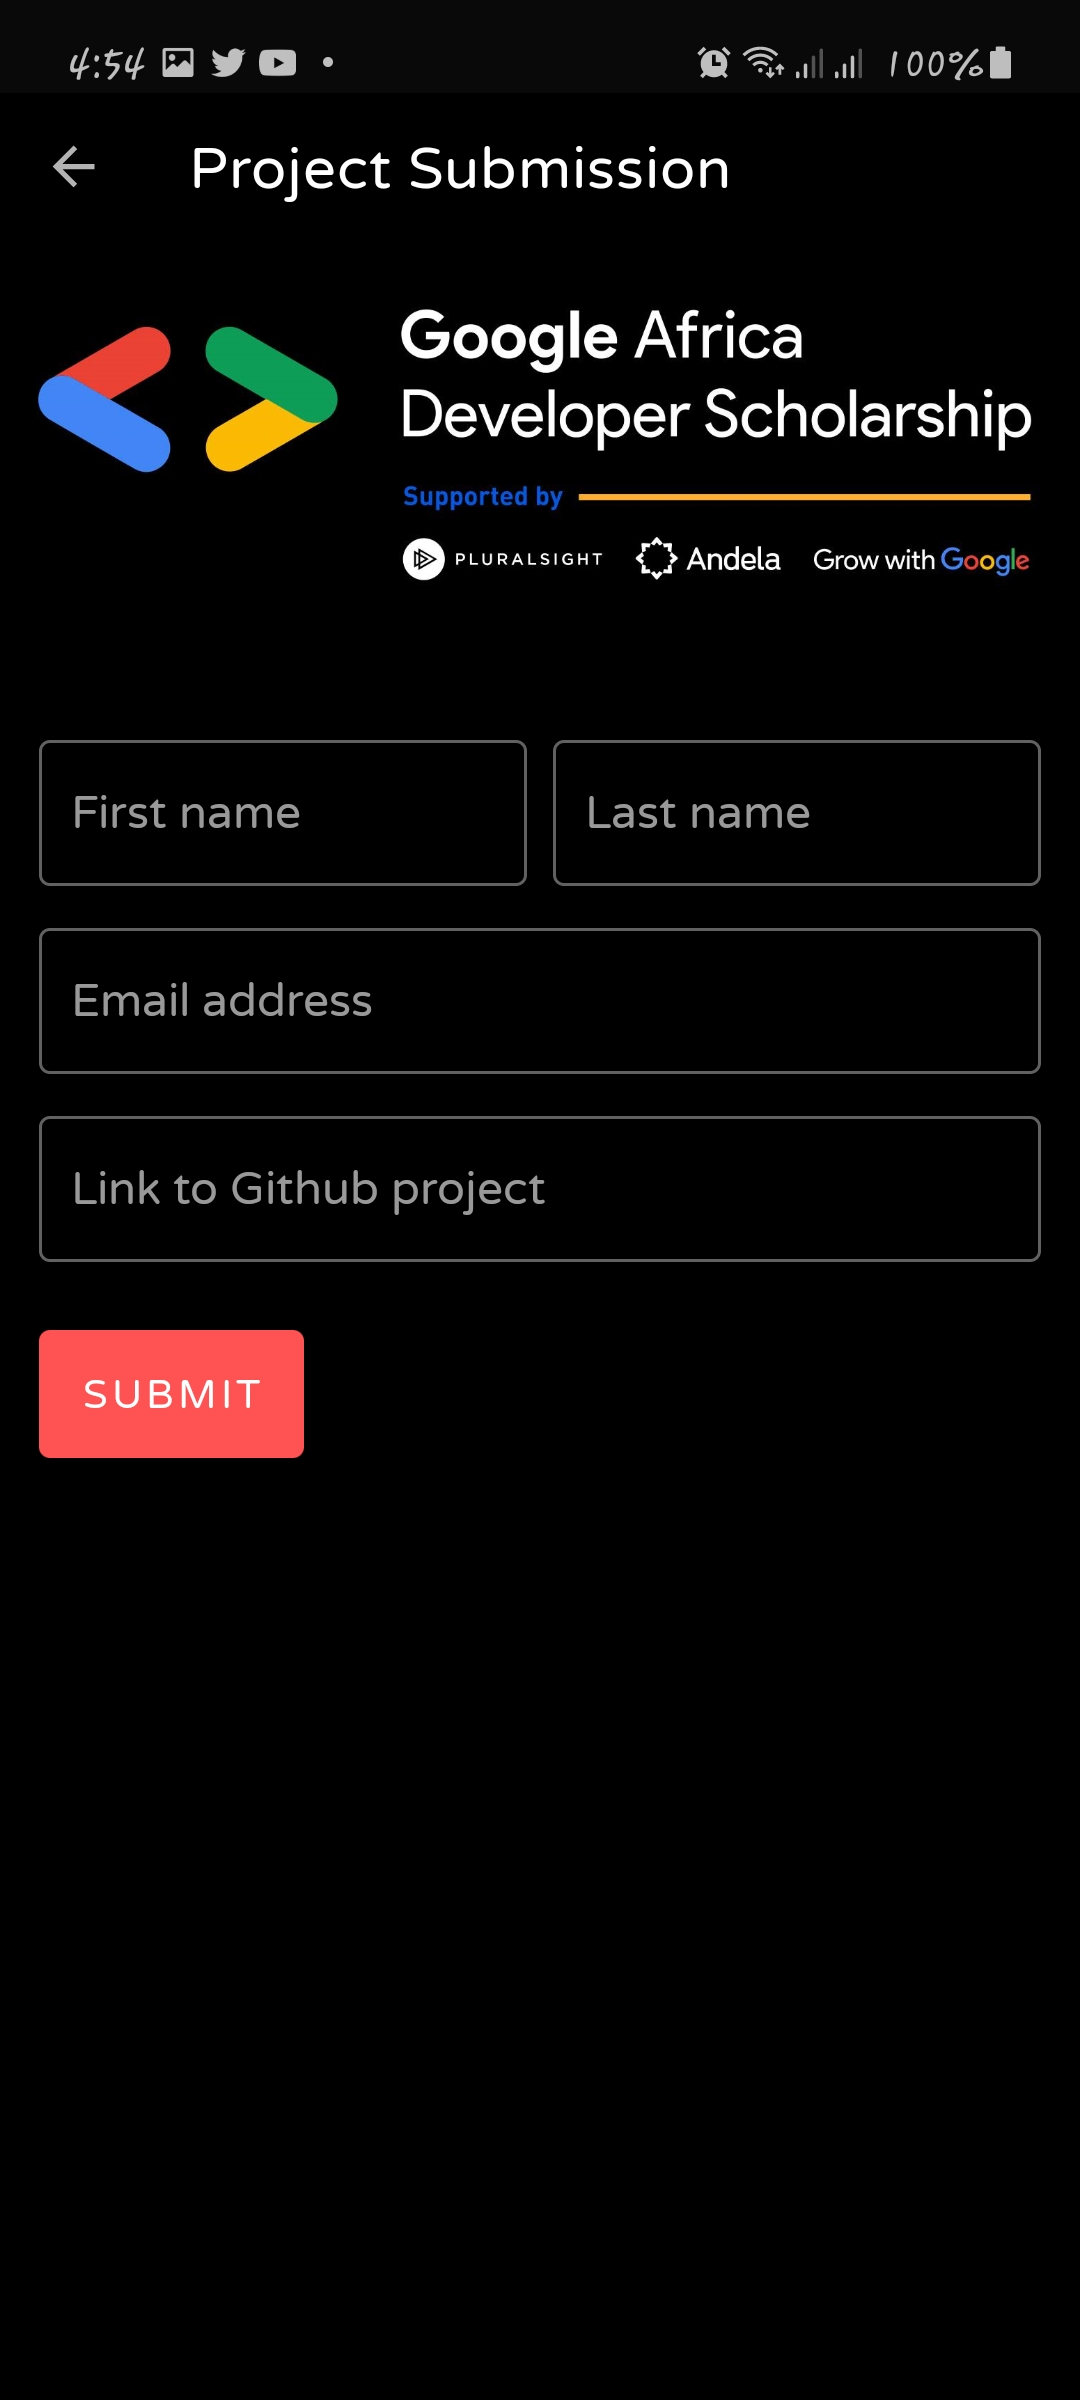 4:54 100%
Project Submission
Google Africa
Developer Scholarship
Supported by
PLURALSIGHT Andela Grow with Google
First name Last name
Email address
Link to Github project
SUBMIT